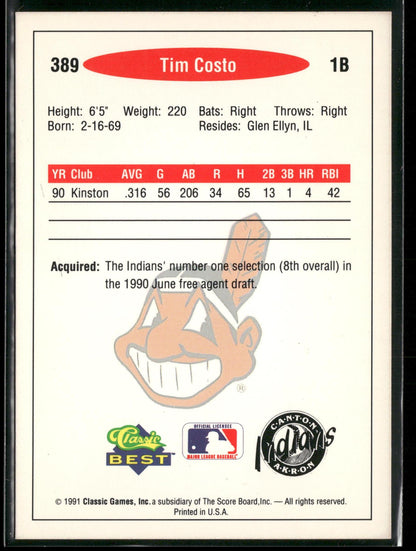 389 Tim Costo 1B
Height: 6'5" Weight: 220 Bats: Right Throws: Right
Born: 2-16-69 Resides: Glen Ellyn, IL
YR Club AVG G AB R H 2B 3B HR RBI
90 Kinston .316 56 206 34 65 13 1 4 42
Acquired: The Indians' number one selection (8th overall) in
the 1990 June free agent draft.
®
Classic
BEST
OFFICIAL LICENSEE
MAJOR LEAGUE BASEBALL
CANTON
Indians
AKRON
© 1991 Classic Games, Inc. a subsidiary of The Score Board, Inc. — All rights reserved.
Printed in U.S.A.